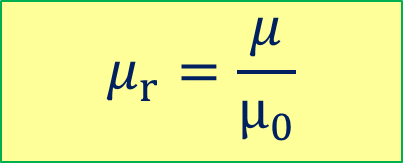 μᵣ = μ / μ₀